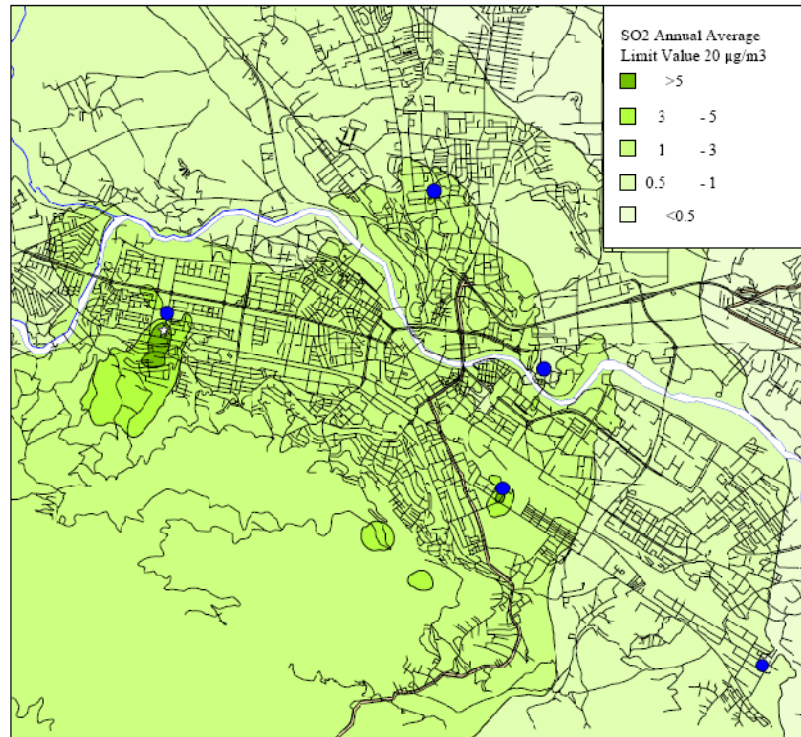 SO2 Annual Average
Limit Value 20 µg/m3
>5
3 - 5
1 - 3
0.5 - 1
<0.5